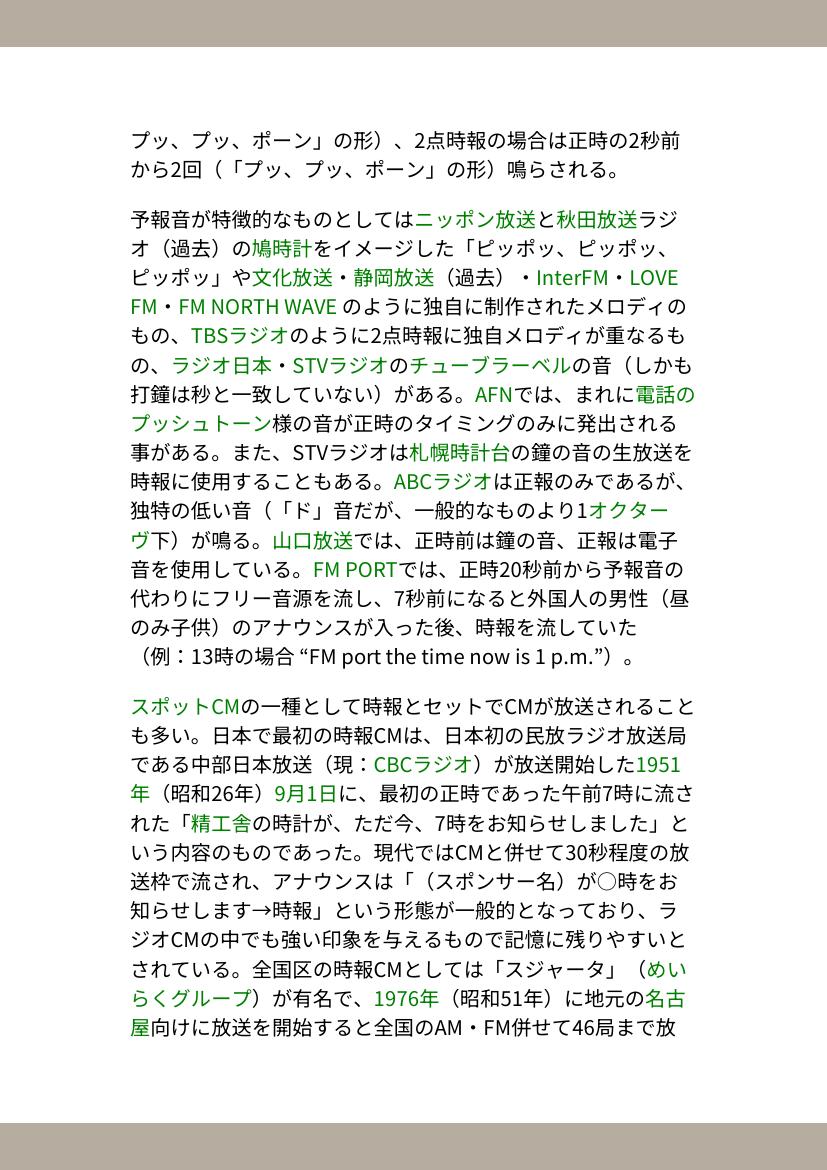 プッ、プッ、ポーン」の形）、2点時報の場合は正時の2秒前
から2回（「プッ、プッ、ポーン」の形）鳴らされる。
予報音が特徴的なものとしてはニッポン放送と秋田放送ラジ
オ（過去）の鳩時計をイメージした「ピッポッ、ピッポッ、
ピッポッ」や文化放送・静岡放送（過去）・InterFM・LOVE
FM・FM NORTH WAVE のように独自に制作されたメロディの
もの、TBSラジオのように2点時報に独自メロディが重なるも
の、ラジオ日本・STVラジオのチューブラーベルの音（しかも
打鐘は秒と一致していない）がある。AFNでは、まれに電話の
プッシュトーン様の音が正時のタイミングのみに発出される
事がある。また、STVラジオは札幌時計台の鐘の音の生放送を
時報に使用することもある。ABCラジオは正報のみであるが、
独特の低い音（「ド」音だが、一般的なものより1オクター
ヴ下）が鳴る。山口放送では、正時前は鐘の音、正報は電子
音を使用している。FM PORTでは、正時20秒前から予報音の
代わりにフリー音源を流し、7秒前になると外国人の男性（昼
のみ子供）のアナウンスが入った後、時報を流していた
（例：13時の場合 “FM port the time now is 1 p.m.”）。
スポットCMの一種として時報とセットでCMが放送されること
も多い。日本で最初の時報CMは、日本初の民放ラジオ放送局
である中部日本放送（現：CBCラジオ）が放送開始した1951
年（昭和26年）9月1日に、最初の正時であった午前7時に流さ
れた「精工舎の時計が、ただ今、7時をお知らせしました」と
いう内容のものであった。現代ではCMと併せて30秒程度の放
送枠で流され、アナウンスは「（スポンサー名）が○時をお
知らせします→時報」という形態が一般的となっており、ラ
ジオCMの中でも強い印象を与えるもので記憶に残りやすいと
されている。全国区の時報CMとしては「スジャータ」（めい
らくグループ）が有名で、1976年（昭和51年）に地元の名古
屋向けに放送を開始すると全国のAM・FM併せて46局まで放